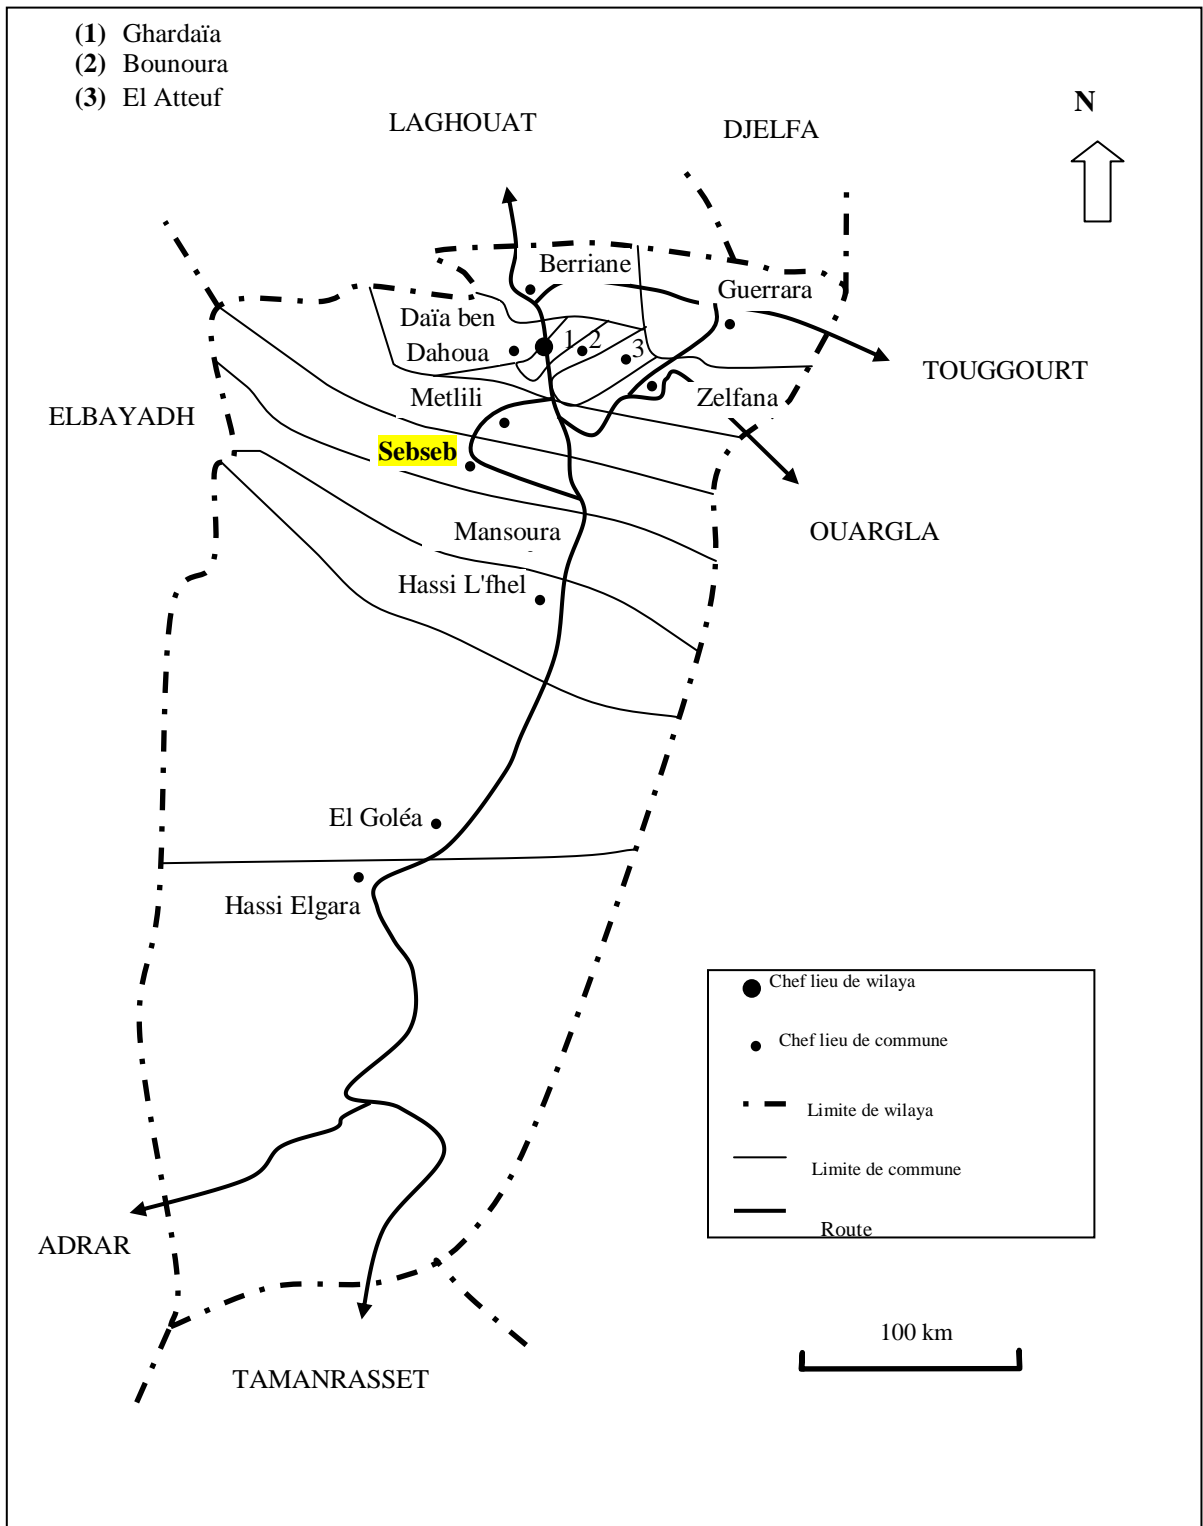 (1) Ghardaïa
(2) Bounoura
(3) El Atteuf
N
LAGHOUAT
DJELFA
Berriane
Guerrara
Daïa ben
Dahoua
1
2
3
TOUGGOURT
Metlili
Zelfana
ELBAYADH
Sebseb
Mansoura
OUARGLA
Hassi L'fhel
El Goléa
Hassi Elgara
Chef lieu de wilaya
Chef lieu de commune
Limite de wilaya
Limite de commune
Route
ADRAR
100 km
TAMANRASSET